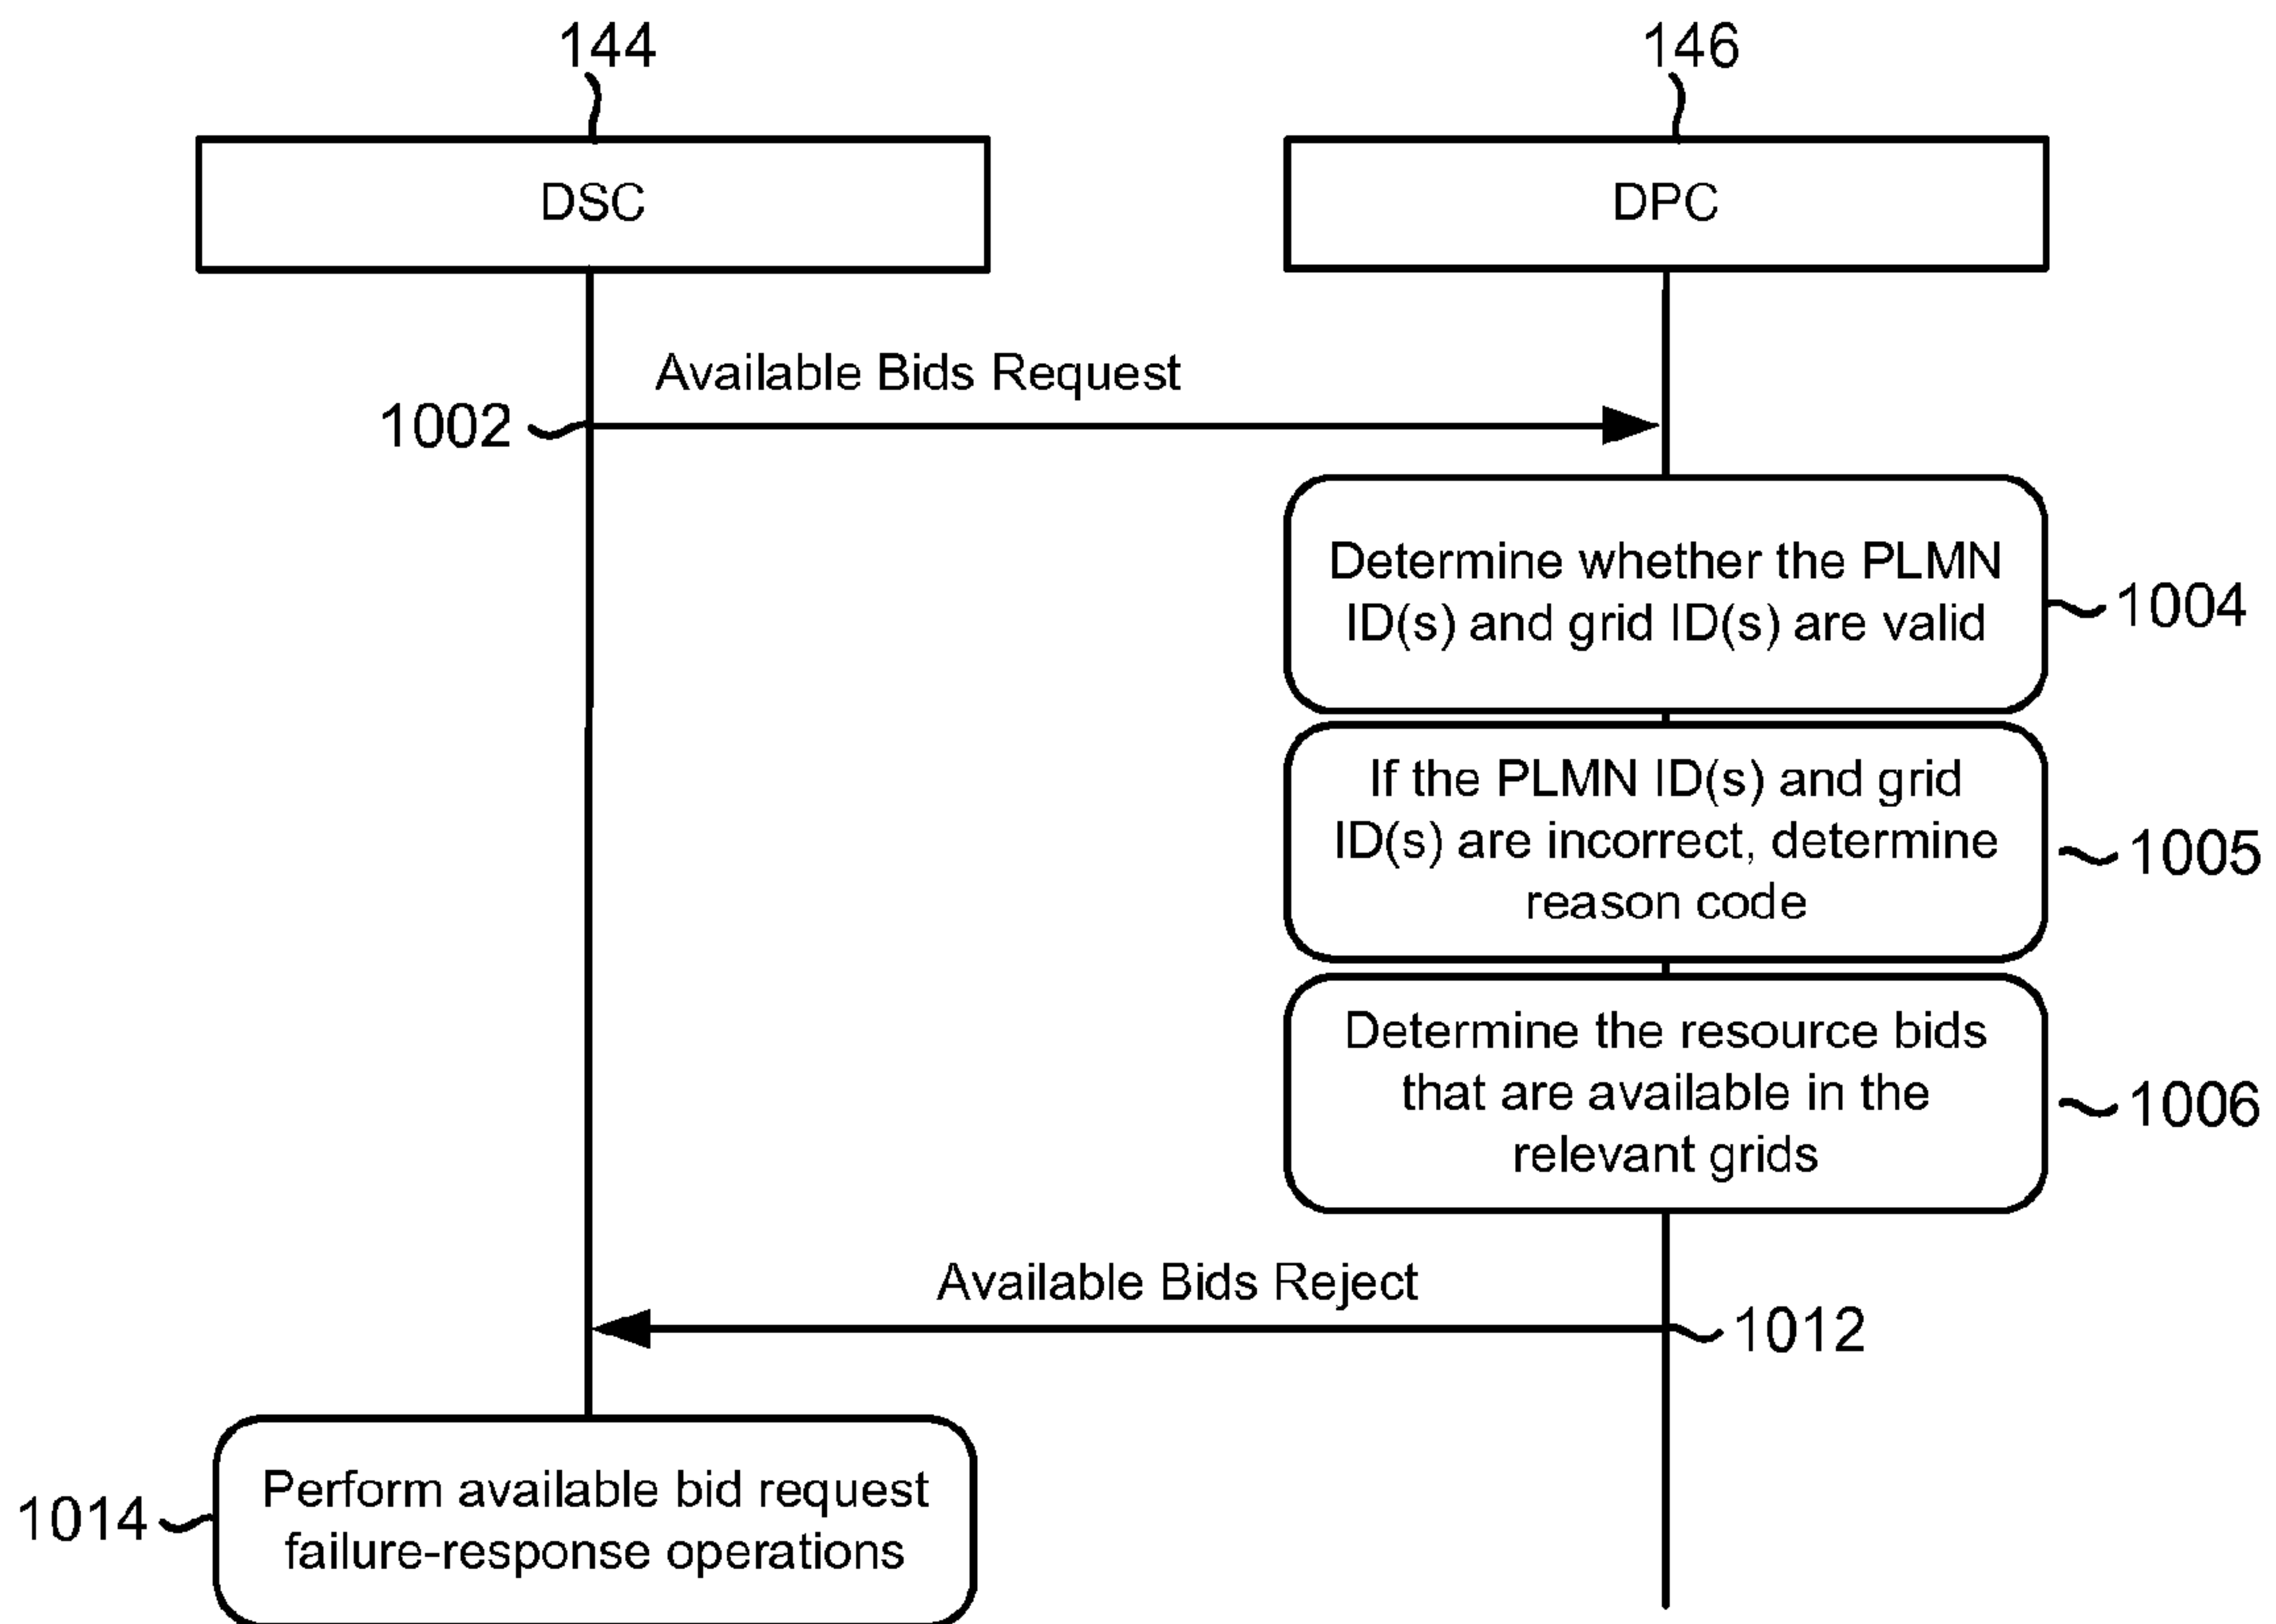 144
146
DSC
DPC
Available Bids Request
1002
Determine whether the PLMN
ID(s) and grid ID(s) are valid
1004
If the PLMN ID(s) and grid
ID(s) are incorrect, determine
reason code
1005
Determine the resource bids
that are available in the
relevant grids
1006
Available Bids Reject
1012
Perform available bid request
failure-response operations
1014